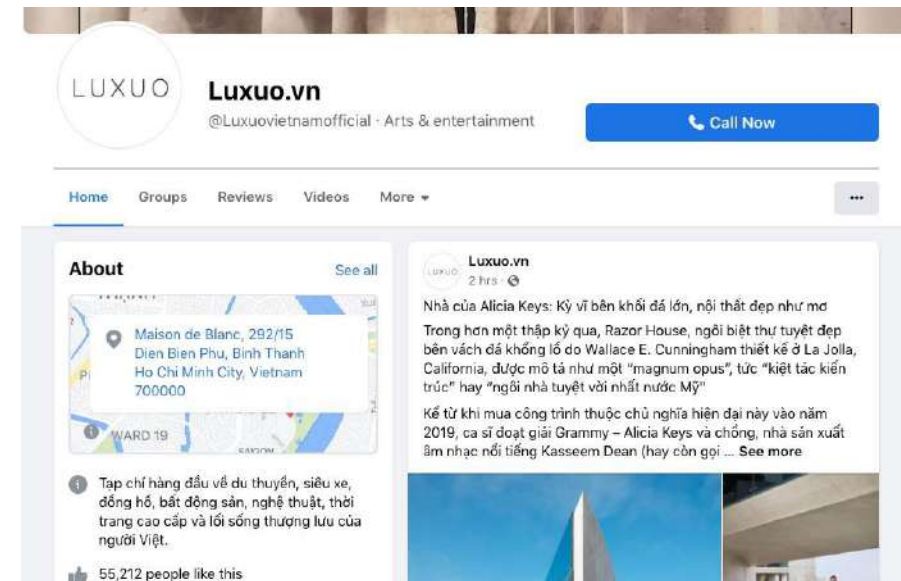 LUXUO
Luxuo.vn
@Luxuovietnamofficial · Arts & entertainment
Call Now
Home
Groups
Reviews
Videos
More
About
See all
Maison de Blanc, 292/15
Dien Bien Phu, Binh Thanh
Ho Chi Minh City, Vietnam
700000
WARD 19
Tạp chí hàng đầu về du thuyền, siêu xe,
đồng hồ, bất động sản, nghệ thuật, thời
trang cao cấp và lối sống thượng lưu của
người Việt.
55,212 people like this
LUXUO
Luxuo.vn
2 hrs ·
Nhà của Alicia Keys: Kỳ vĩ bên khối đá lớn, nội thất đẹp như mơ
Trong hơn một thập kỷ qua, Razor House, ngôi biệt thự tuyệt đẹp
bên vách đá khổng lồ do Wallace E. Cunningham thiết kế ở La Jolla,
California, được mô tả như một “magnum opus”, tức “kiệt tác kiến
trúc” hay “ngôi nhà tuyệt vời nhất nước Mỹ”
Kể từ khi mua công trình thuộc chủ nghĩa hiện đại này vào năm
2019, ca sĩ đoạt giải Grammy – Alicia Keys và chồng, nhà sản xuất
âm nhạc nổi tiếng Kasseem Dean (hay còn gọi ... See more